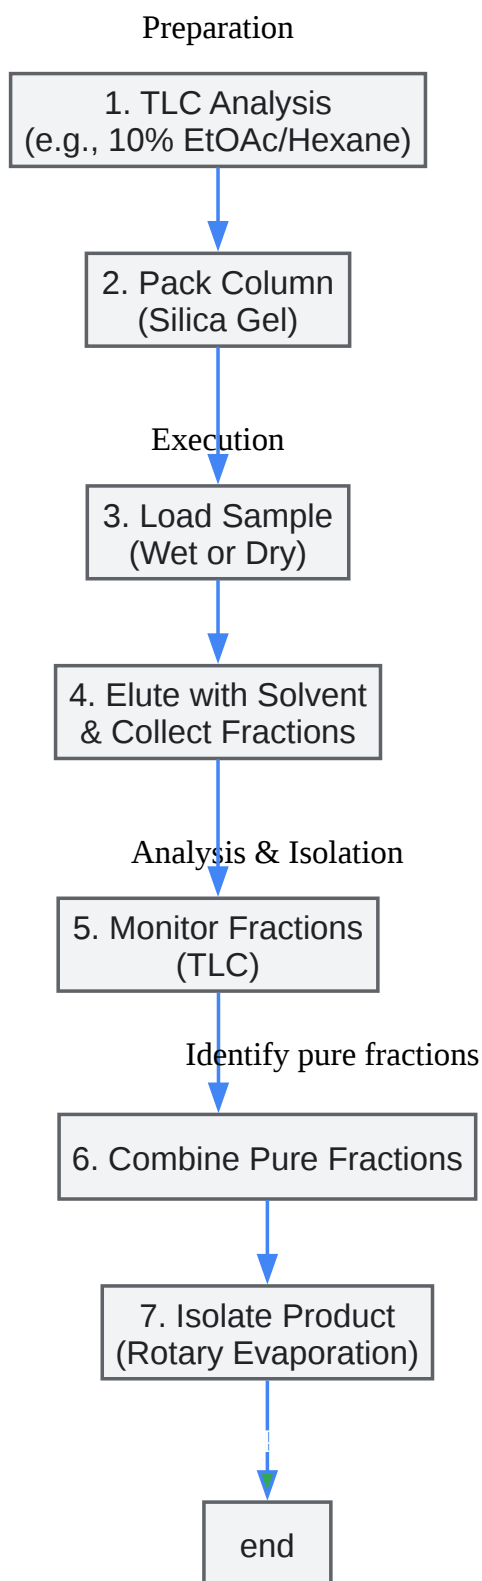 Preparation
1. TLC Analysis
(e.g., 10% EtOAc/Hexane)
2. Pack Column
(Silica Gel)
Execution
3. Load Sample
(Wet or Dry)
4. Elute with Solvent
& Collect Fractions
Analysis & Isolation
5. Monitor Fractions
(TLC)
Identify pure fractions
6. Combine Pure Fractions
7. Isolate Product
(Rotary Evaporation)
end